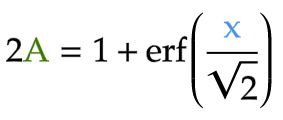 2A = 1 + erf(x/√2)